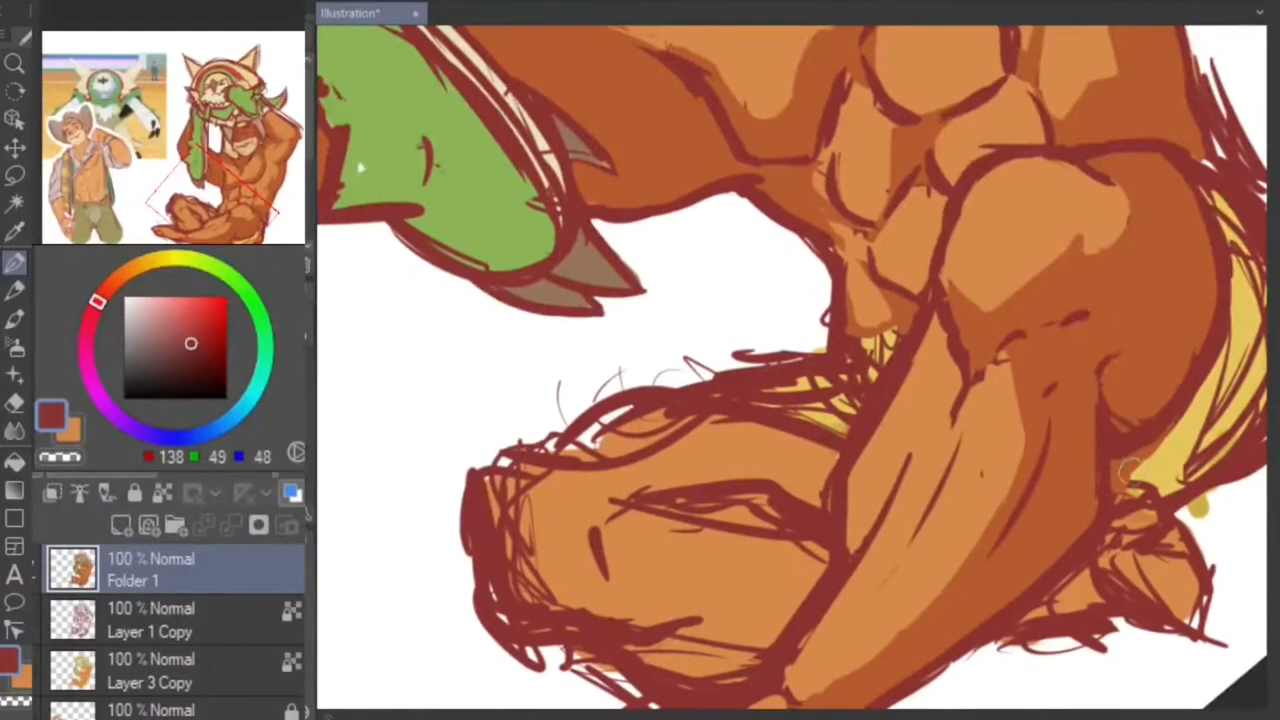 Illustration*
138 49 48
100 % Normal
Folder 1
100 % Normal
Layer 1 Copy
100 % Normal
Layer 3 Copy
100 % Normal